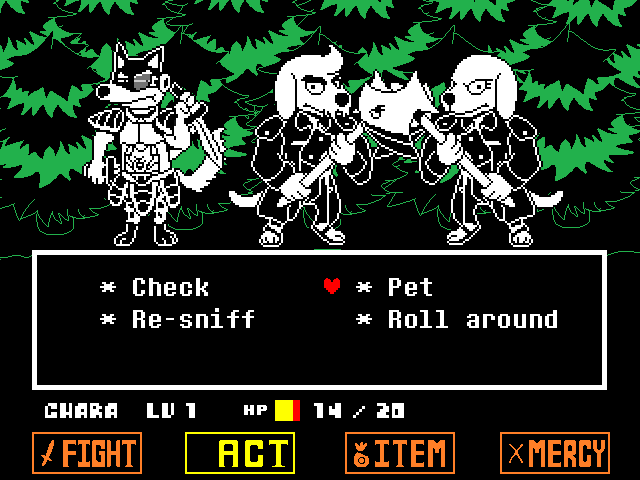 * Check * Pet
* Re-sniff * Roll around
CHARA LV 1 HP 14 / 20
FIGHT ACT ITEM MERCY